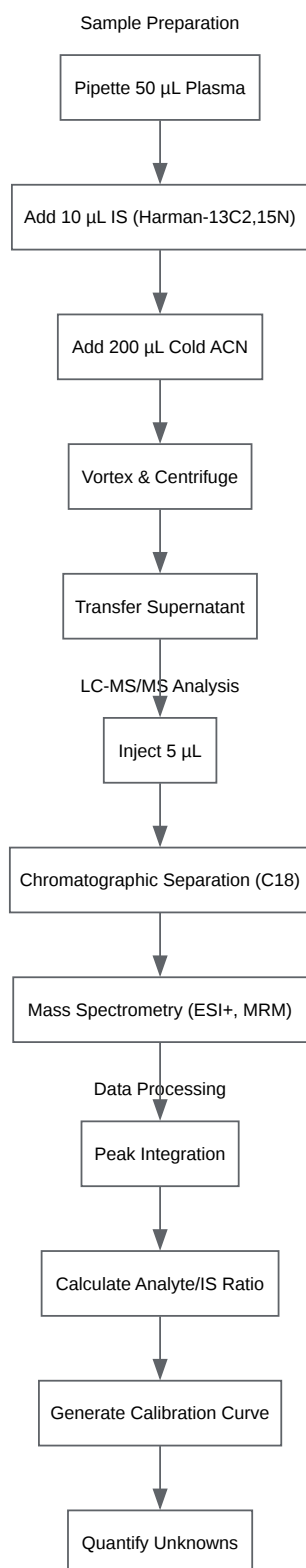 Sample Preparation
Pipette 50 µL Plasma
Add 10 µL IS (Harman-13C2,15N)
Add 200 µL Cold ACN
Vortex & Centrifuge
Transfer Supernatant
LC-MS/MS Analysis
Inject 5 µL
Chromatographic Separation (C18)
Mass Spectrometry (ESI+, MRM)
Data Processing
Peak Integration
Calculate Analyte/IS Ratio
Generate Calibration Curve
Quantify Unknowns